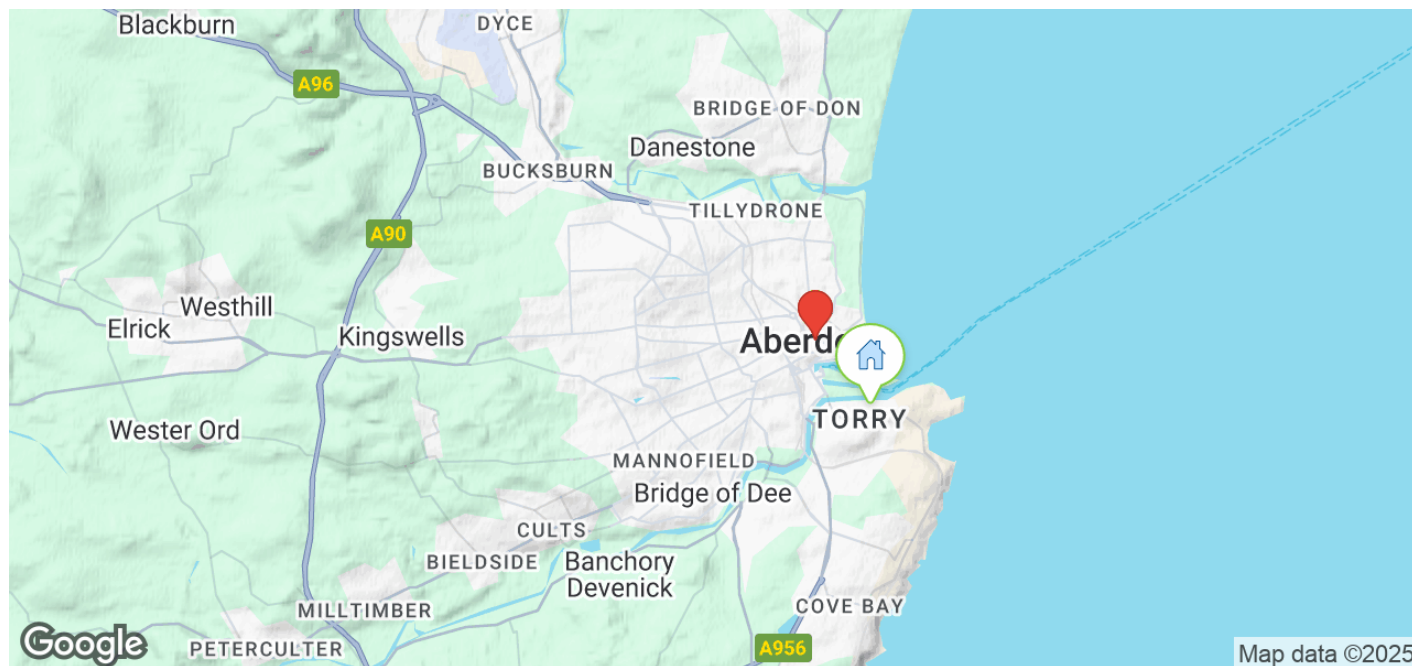 Blackburn
DYCE
A96
BRIDGE OF DON
Danestone
BUCKSBURN
TILLYDRONE
A90
Westhill
Elrick
Kingswells
Aberde
TORRY
Wester Ord
MANNOFIELD
Bridge of Dee
CULTS
BIELDSIDE
Banchory
Devenick
MILLTIMBER
COVE BAY
PETERCULTER
A956
Google
Map data ©2025